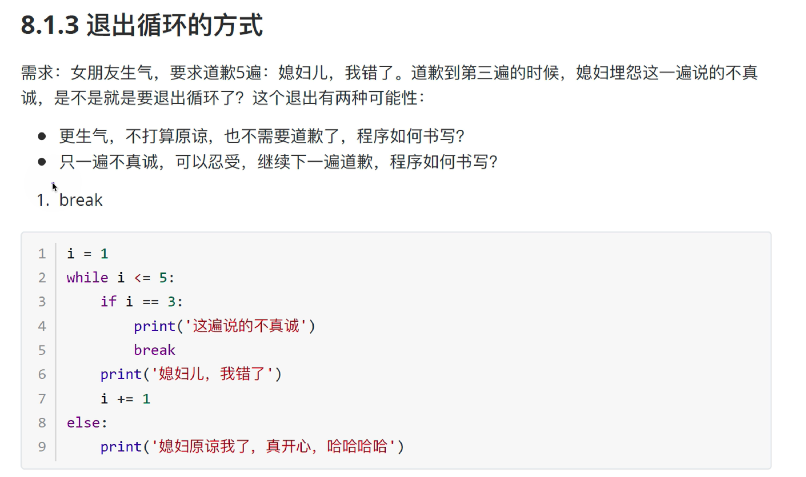 8.1.3 退出循环的方式
需求：女朋友生气，要求道歉5遍：媳妇儿，我错了。道歉到第三遍的时候，媳妇埋怨这一遍说的不真
诚，是不是就是要退出循环了？这个退出有两种可能性：
● 更生气，不打算原谅，也不需要道歉了，程序如何书写？
● 只一遍不真诚，可以忍受，继续下一遍道歉，程序如何书写？
1. break
1 i = 1
2 while i <= 5:
3     if i == 3:
4         print('这遍说的不真诚')
5         break
6     print('媳妇儿，我错了')
7     i += 1
8 else:
9     print('媳妇原谅我了，真开心，哈哈哈哈')